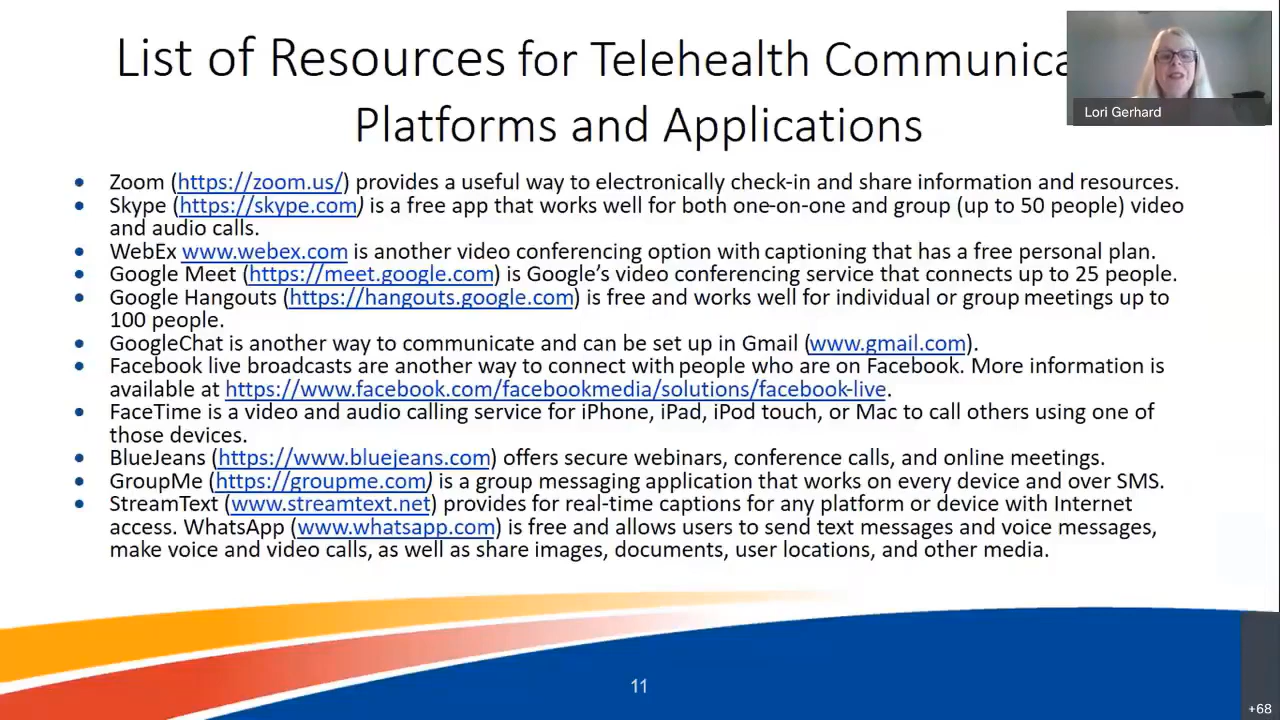 List of Resources for Telehealth Communica
Platforms and Applications
Lori Gerhard
• Zoom (https://zoom.us/) provides a useful way to electronically check-in and share information and resources.
• Skype (https://skype.com) is a free app that works well for both one-on-one and group (up to 50 people) video
and audio calls.
• WebEx www.webex.com is another video conferencing option with captioning that has a free personal plan.
• Google Meet (https://meet.google.com) is Google’s video conferencing service that connects up to 25 people.
• Google Hangouts (https://hangouts.google.com) is free and works well for individual or group meetings up to
100 people.
• GoogleChat is another way to communicate and can be set up in Gmail (www.gmail.com).
• Facebook live broadcasts are another way to connect with people who are on Facebook. More information is
available at https://www.facebook.com/facebookmedia/solutions/facebook-live.
• FaceTime is a video and audio calling service for iPhone, iPad, iPod touch, or Mac to call others using one of
those devices.
• BlueJeans (https://www.bluejeans.com) offers secure webinars, conference calls, and online meetings.
• GroupMe (https://groupme.com) is a group messaging application that works on every device and over SMS.
• StreamText (www.streamtext.net) provides for real-time captions for any platform or device with Internet
access. WhatsApp (www.whatsapp.com) is free and allows users to send text messages and voice messages,
make voice and video calls, as well as share images, documents, user locations, and other media.
11
+68